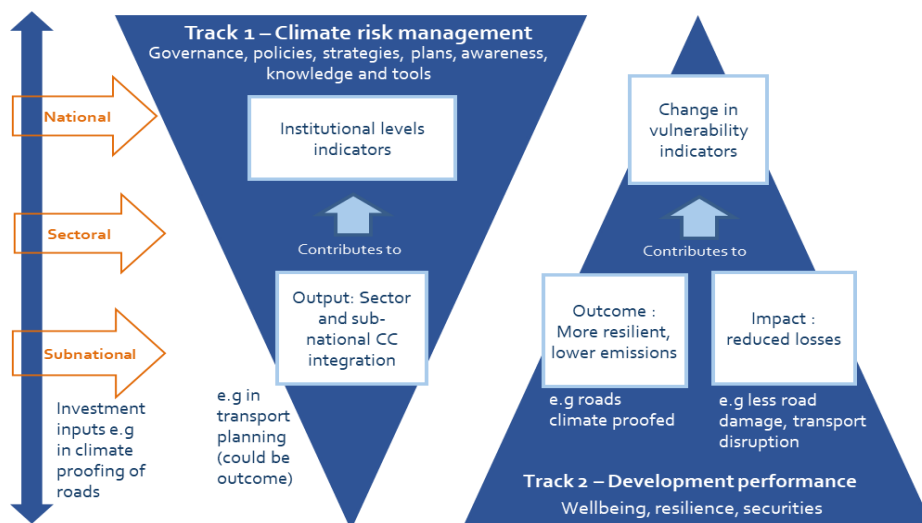 Track 1 – Climate risk management
Governance, policies, strategies, plans, awareness,
knowledge and tools
National
Institutional levels
indicators
Change in
vulnerability
indicators
Sectoral
Contributes to
Contributes to
Subnational
Output: Sector
and sub-
national CC
integration
Outcome :
More resilient,
lower emissions
Impact :
reduced losses
Investment
inputs e.g
in climate
proofing of
roads
e.g in
transport
planning
(could be
outcome)
e.g roads
climate proofed
e.g less road
damage, transport
disruption
Track 2 – Development performance
Wellbeing, resilience, securities